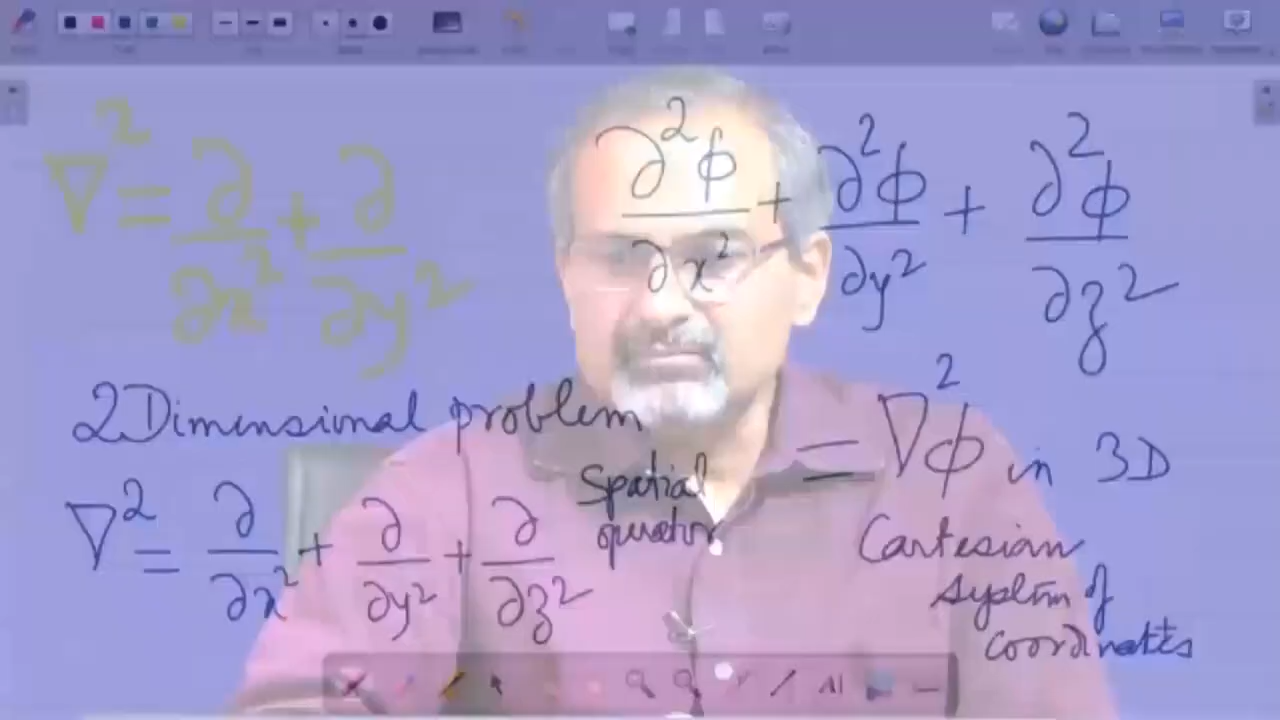 ∇² = ∂/∂x² + ∂/∂y²
∂²ϕ/∂x² + ∂²ϕ/∂y² + ∂²ϕ/∂z²
2Dimensional problem
= ∇²ϕ in 3D
∇² = ∂/∂x² + ∂/∂y² + ∂/∂z²
Spatial
operator
Cartesian
system of
coordinates